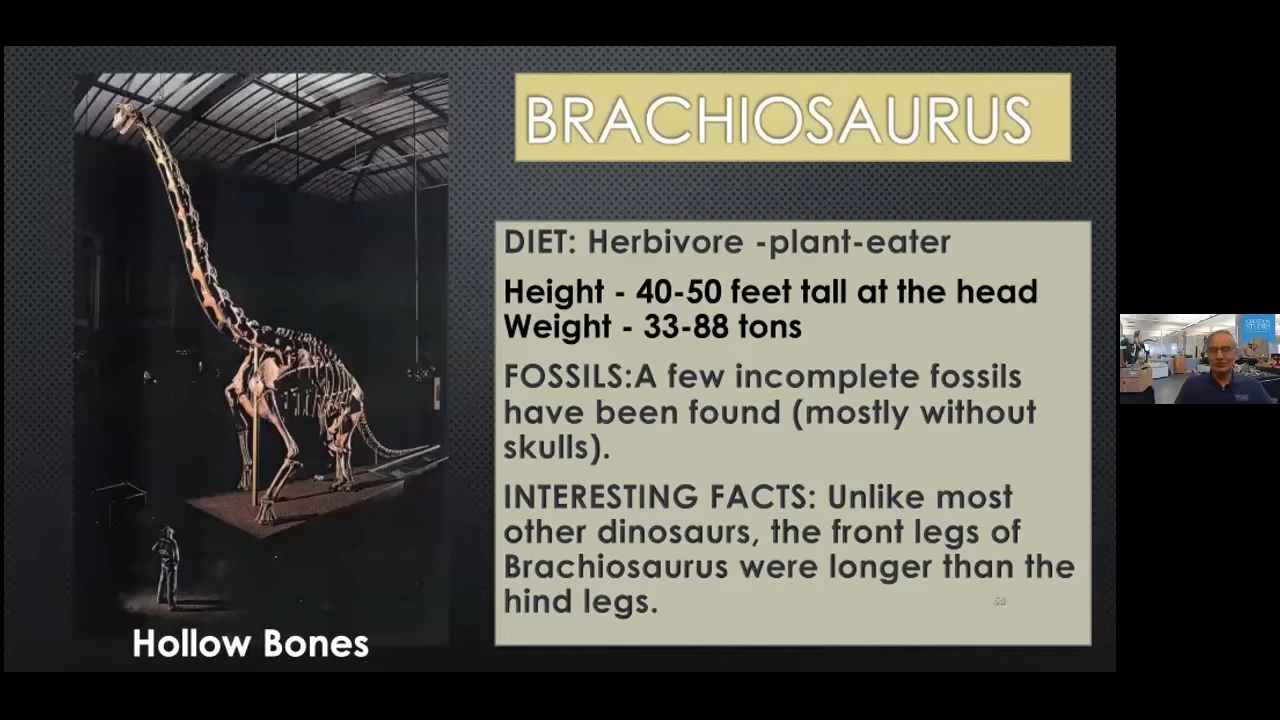 BRACHIOSAURUS
DIET: Herbivore -plant-eater
Height - 40-50 feet tall at the head
Weight - 33-88 tons
FOSSILS:A few incomplete fossils
have been found (mostly without
skulls).
INTERESTING FACTS: Unlike most
other dinosaurs, the front legs of
Brachiosaurus were longer than the
hind legs.
Hollow Bones
CREATION
STUDIES